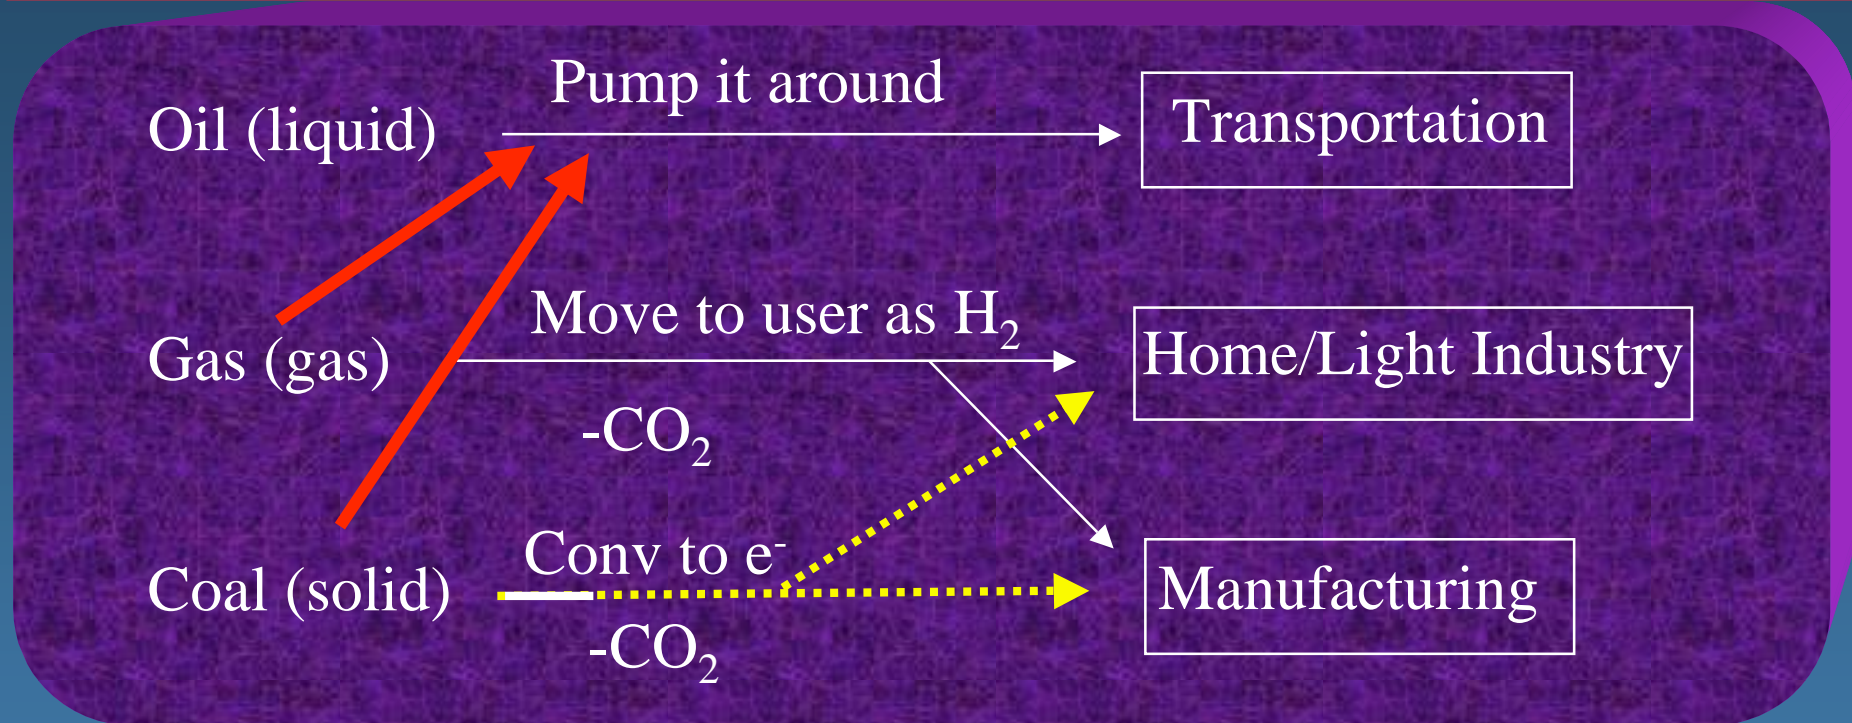 Pump it around
Oil (liquid)
Transportation
Move to user as H₂
Gas (gas)
Home/Light Industry
-CO₂
Conv to e⁻
Coal (solid)
Manufacturing
-CO₂